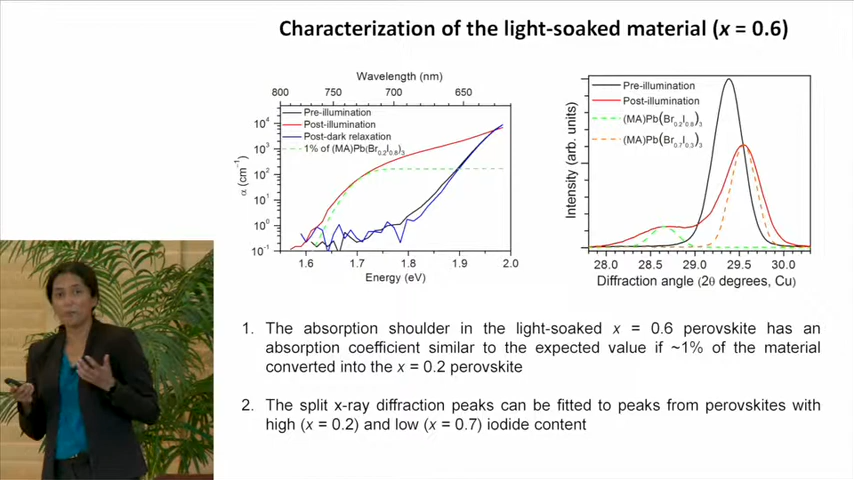 Characterization of the light-soaked material (x = 0.6)
Wavelength (nm)
800 750 700 650
Pre-illumination
Post-illumination
Post-dark relaxation
1% of (MA)Pb(Br0.2I0.8)3
α (cm⁻¹)
10⁴
10³
10²
10¹
10⁰
10⁻¹
1.6 1.7 1.8 1.9 2.0
Energy (eV)
Pre-illumination
Post-illumination
(MA)Pb(Br0.2I0.8)3
(MA)Pb(Br0.7I0.3)3
Intensity (arb. units)
28.0 28.5 29.0 29.5 30.0
Diffraction angle (2θ degrees, Cu)
1. The absorption shoulder in the light-soaked x = 0.6 perovskite has an
absorption coefficient similar to the expected value if ~1% of the material
converted into the x = 0.2 perovskite
2. The split x-ray diffraction peaks can be fitted to peaks from perovskites with
high (x = 0.2) and low (x = 0.7) iodide content